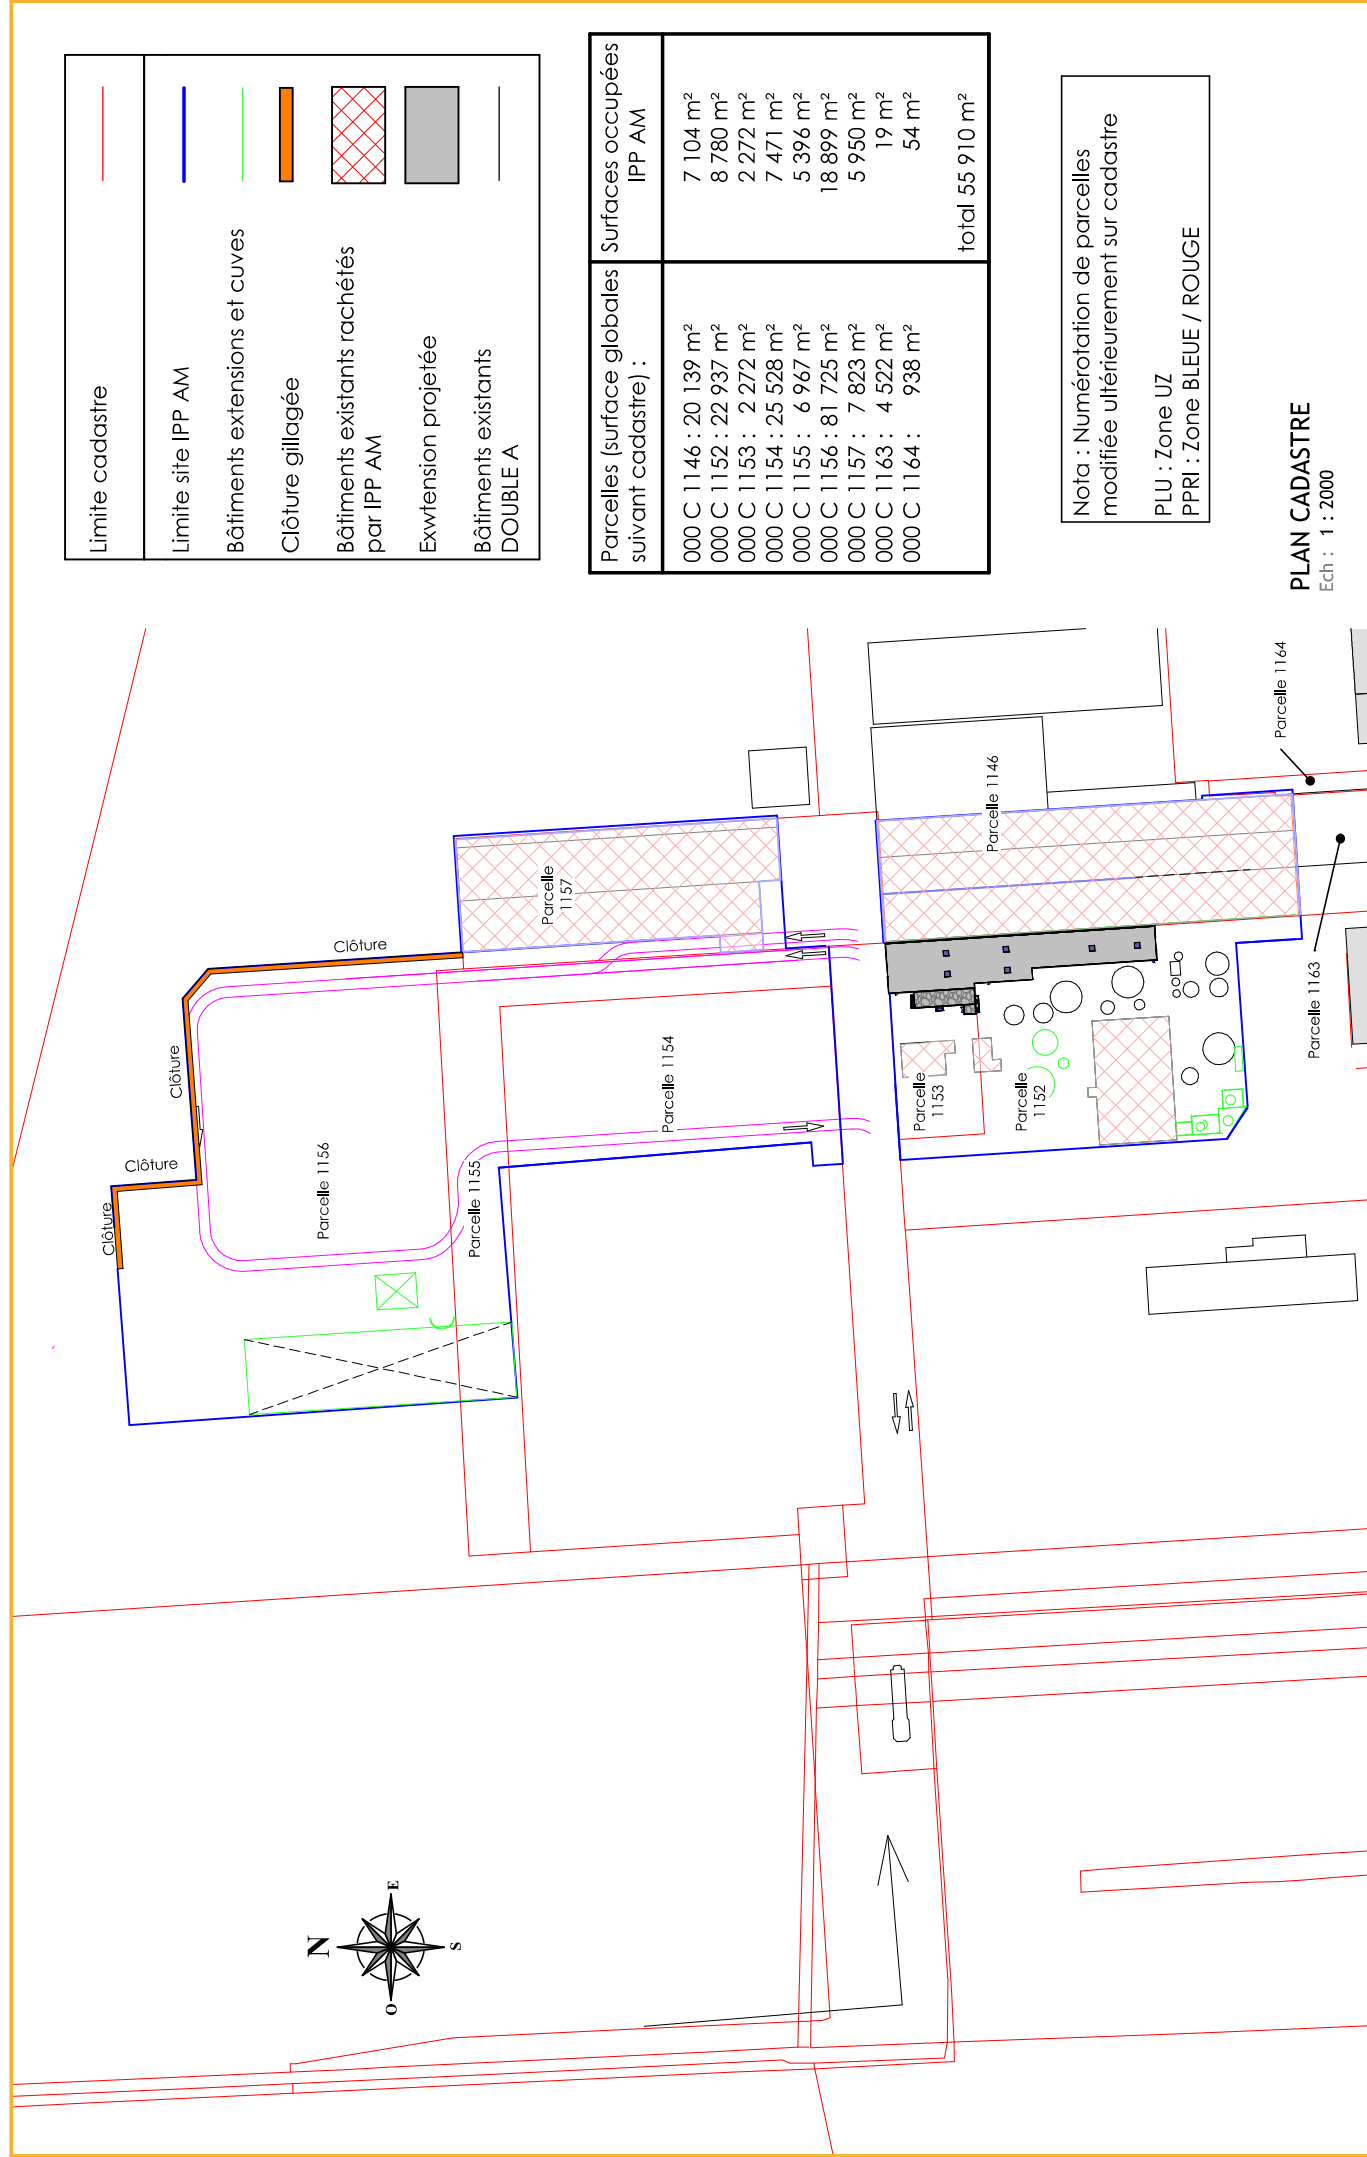 Limite cadastre
Limite site IPP AM
Bâtiments extensions et cuves
Clôture gillagée
Bâtiments existants rachétés
par IPP AM
Exwtension projetée
Bâtiments existants
DOUBLE A
Parcelles (surface globales
suivant cadastre) :
Surfaces occupées
IPP AM
000 C 1146 : 20 139 m² 7 104 m²
000 C 1152 : 22 937 m² 8 780 m²
000 C 1153 : 2 272 m² 2 272 m²
000 C 1154 : 25 528 m² 7 471 m²
000 C 1155 : 6 967 m² 5 396 m²
000 C 1156 : 81 725 m² 18 899 m²
000 C 1157 : 7 823 m² 5 950 m²
000 C 1163 : 4 522 m² 19 m²
000 C 1164 : 938 m² 54 m²
total 55 910 m²
Nota : Numérotation de parcelles
modifiée ultérieurement sur cadastre
PLU : Zone UZ
PPRI : Zone BLEUE / ROUGE
PLAN CADASTRE
Ech : 1 : 2000
Clôture
Clôture
Clôture
Clôture
Parcelle 1156
Parcelle 1155
Parcelle
1157
Parcelle 1154
Parcelle
1153
Parcelle 1146
Parcelle
1152
Parcelle 1164
Parcelle 1163
N
E
S
O